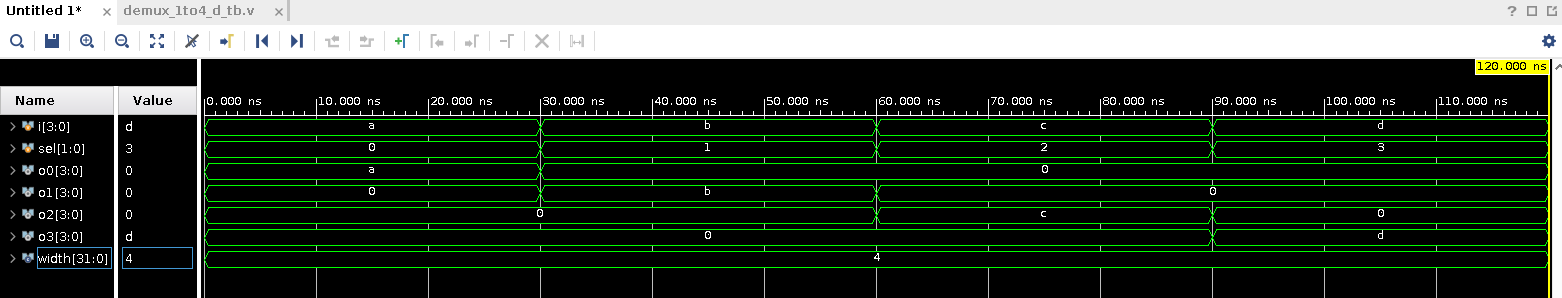 Untitled 1* × demux_1to4_d_tb.v ×
120.000 ns
Name Value 0.000 ns 10.000 ns 20.000 ns 30.000 ns 40.000 ns 50.000 ns 60.000 ns 70.000 ns 80.000 ns 90.000 ns 100.000 ns 110.000 ns
i[3:0] d a b c d
sel[1:0] 3 0 1 2 3
o0[3:0] 0 a 0
o1[3:0] 0 0 b 0
o2[3:0] 0 0 c 0
o3[3:0] d 0 d
width[31:0] 4 4